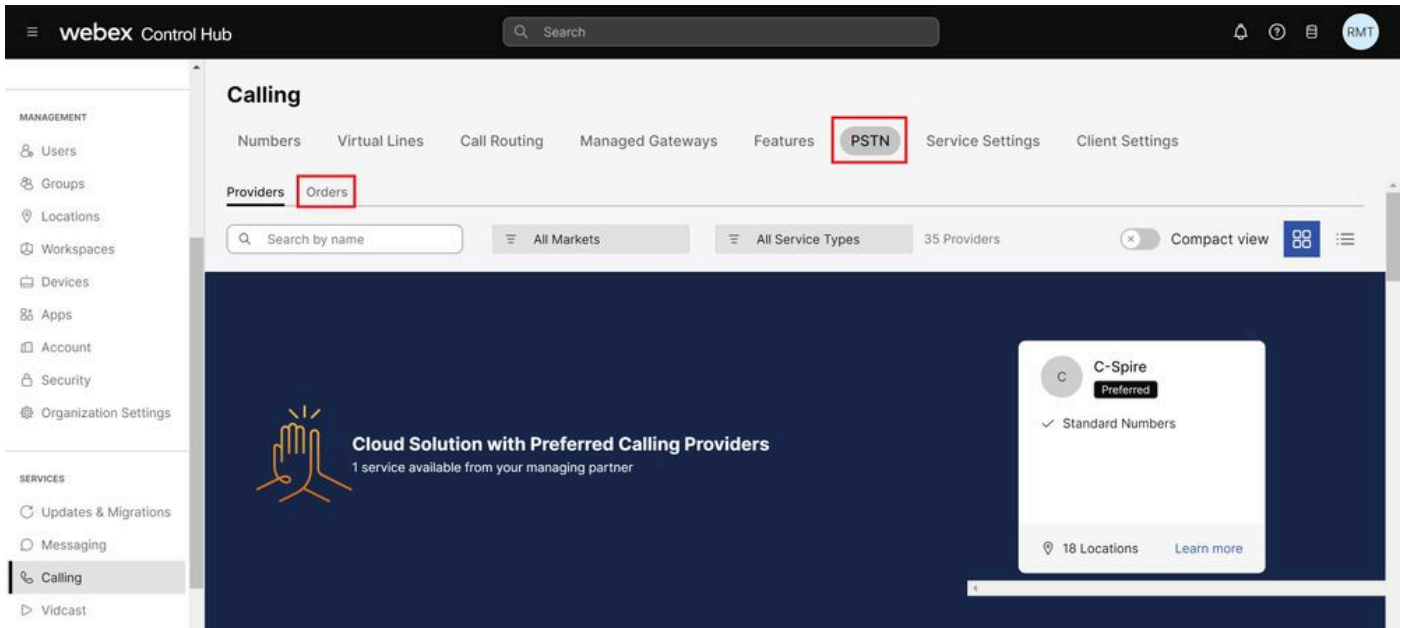 webex Control Hub
Search
RMT
MANAGEMENT
Users
Groups
Locations
Workspaces
Devices
Apps
Account
Security
Organization Settings
SERVICES
Updates & Migrations
Messaging
Calling
Vidcast
Calling
Numbers Virtual Lines Call Routing Managed Gateways Features PSTN Service Settings Client Settings
Providers Orders
Search by name All Markets All Service Types 35 Providers Compact view
Cloud Solution with Preferred Calling Providers
1 service available from your managing partner
C
C-Spire
Preferred
Standard Numbers
18 Locations Learn more